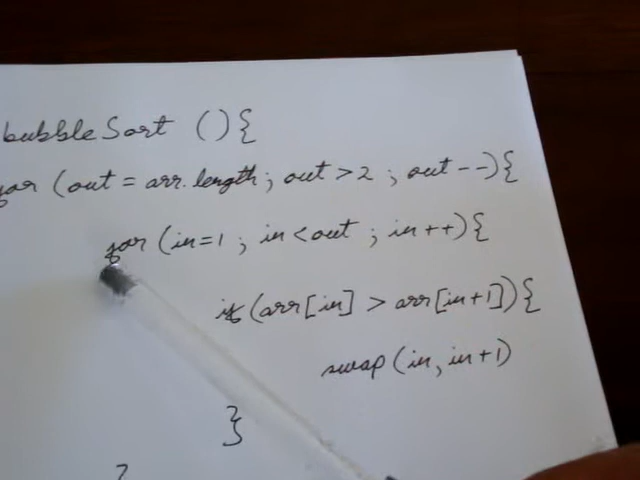 bubbleSort (){
for (out = arr.length ; out > 2 ; out --){
for (in=1 ; in < out ; in ++){
if (arr[in] > arr[in+1]){
swap (in, in+1)
}
}